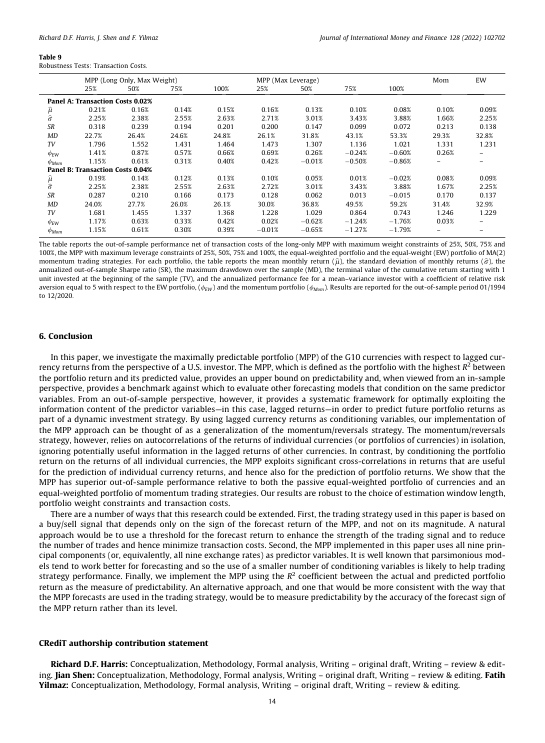 Richard D.F. Harris, J. Shen and F. Yilmaz Journal of International Money and Finance 128 (2022) 102702
Table 9
Robustness Tests: Transaction Costs.
MPP (Long Only, Max Weight) MPP (Max Leverage) Mom EW
25% 50% 75% 100% 25% 50% 75% 100%
Panel A: Transaction Costs 0.02%
μ̂ 0.21% 0.16% 0.14% 0.15% 0.16% 0.13% 0.10% 0.08% 0.10% 0.09%
σ̂ 2.25% 2.38% 2.55% 2.63% 2.71% 3.01% 3.43% 3.88% 1.66% 2.25%
SR 0.318 0.239 0.194 0.201 0.200 0.147 0.099 0.072 0.213 0.138
MD 22.7% 26.4% 24.6% 24.8% 26.1% 31.8% 43.1% 53.3% 29.3% 32.8%
TV 1.796 1.552 1.431 1.464 1.473 1.307 1.136 1.021 1.331 1.231
ϕEW 1.41% 0.87% 0.57% 0.66% 0.69% 0.26% −0.24% −0.60% 0.26% –
ϕMom 1.15% 0.61% 0.31% 0.40% 0.42% −0.01% −0.50% −0.86% – –
Panel B: Transaction Costs 0.04%
μ̂ 0.19% 0.14% 0.12% 0.13% 0.10% 0.05% 0.01% −0.02% 0.08% 0.09%
σ̂ 2.25% 2.38% 2.55% 2.63% 2.72% 3.01% 3.43% 3.88% 1.67% 2.25%
SR 0.287 0.210 0.166 0.173 0.128 0.062 0.013 −0.015 0.170 0.137
MD 24.0% 27.7% 26.0% 26.1% 30.0% 36.8% 49.5% 59.2% 31.4% 32.9%
TV 1.681 1.455 1.337 1.368 1.228 1.029 0.864 0.743 1.246 1.229
ϕEW 1.17% 0.63% 0.33% 0.42% 0.02% −0.62% −1.24% −1.76% 0.03% –
ϕMom 1.15% 0.61% 0.30% 0.39% −0.01% −0.65% −1.27% −1.79% – –
The table reports the out-of-sample performance net of transaction costs of the long-only MPP with maximum weight constraints of 25%, 50%, 75% and
100%, the MPP with maximum leverage constraints of 25%, 50%, 75% and 100%, the equal-weighted portfolio and the equal-weight (EW) portfolio of MA(2)
momentum trading strategies. For each portfolio, the table reports the mean monthly return (μ̂), the standard deviation of monthly returns (σ̂), the
annualized out-of-sample Sharpe ratio (SR), the maximum drawdown over the sample (MD), the terminal value of the cumulative return starting with 1
unit invested at the beginning of the sample (TV), and the annualized performance fee for a mean–variance investor with a coefficient of relative risk
aversion equal to 5 with respect to the EW portfolio, (ϕEW) and the momentum portfolio (ϕMom). Results are reported for the out-of-sample period 01/1994
to 12/2020.
6. Conclusion
In this paper, we investigate the maximally predictable portfolio (MPP) of the G10 currencies with respect to lagged cur-
rency returns from the perspective of a U.S. investor. The MPP, which is defined as the portfolio with the highest R² between
the portfolio return and its predicted value, provides an upper bound on predictability and, when viewed from an in-sample
perspective, provides a benchmark against which to evaluate other forecasting models that condition on the same predictor
variables. From an out-of-sample perspective, however, it provides a systematic framework for optimally exploiting the
information content of the predictor variables—in this case, lagged returns—in order to predict future portfolio returns as
part of a dynamic investment strategy. By using lagged currency returns as conditioning variables, our implementation of
the MPP approach can be thought of as a generalization of the momentum/reversals strategy. The momentum/reversals
strategy, however, relies on autocorrelations of the returns of individual currencies (or portfolios of currencies) in isolation,
ignoring potentially useful information in the lagged returns of other currencies. In contrast, by conditioning the portfolio
return on the returns of all individual currencies, the MPP exploits significant cross-correlations in returns that are useful
for the prediction of individual currency returns, and hence also for the prediction of portfolio returns. We show that the
MPP has superior out-of-sample performance relative to both the passive equal-weighted portfolio of currencies and an
equal-weighted portfolio of momentum trading strategies. Our results are robust to the choice of estimation window length,
portfolio weight constraints and transaction costs.
There are a number of ways that this research could be extended. First, the trading strategy used in this paper is based on
a buy/sell signal that depends only on the sign of the forecast return of the MPP, and not on its magnitude. A natural
approach would be to use a threshold for the forecast return to enhance the strength of the trading signal and to reduce
the number of trades and hence minimize transaction costs. Second, the MPP implemented in this paper uses all nine prin-
cipal components (or, equivalently, all nine exchange rates) as predictor variables. It is well known that parsimonious mod-
els tend to work better for forecasting and so the use of a smaller number of conditioning variables is likely to help trading
strategy performance. Finally, we implement the MPP using the R² coefficient between the actual and predicted portfolio
return as the measure of predictability. An alternative approach, and one that would be more consistent with the way that
the MPP forecasts are used in the trading strategy, would be to measure predictability by the accuracy of the forecast sign of
the MPP return rather than its level.
CRediT authorship contribution statement
Richard D.F. Harris: Conceptualization, Methodology, Formal analysis, Writing – original draft, Writing – review & edit-
ing. Jian Shen: Conceptualization, Methodology, Formal analysis, Writing – original draft, Writing – review & editing. Fatih
Yilmaz: Conceptualization, Methodology, Formal analysis, Writing – original draft, Writing – review & editing.
14